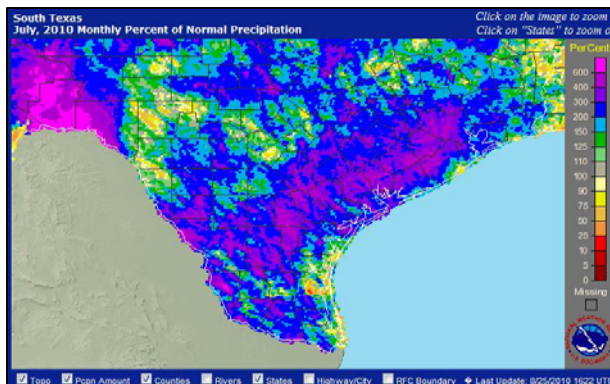 South Texas
July, 2010 Monthly Percent of Normal Precipitation
Click on the image to zoom
Click on "States" to zoom o
PerCent
600
400
300
200
150
125
110
100
90
75
50
25
10
5
0
Missing
Topo Pcpn Amount Counties Rivers States Highway/City RFC Boundary Last Update: 8/25/2010 1622 UT